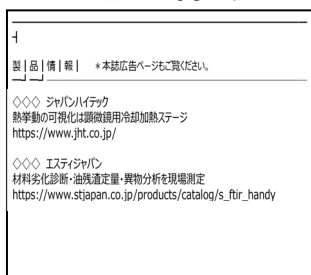 製|品|情|報| ＊本誌広告ページもご覧ください。
◇◇◇ ジャパンハイテック
熱挙動の可視化は顕微鏡用冷却加熱ステージ
https://www.jht.co.jp/
◇◇◇ エスティジャパン
材料劣化診断・油残渣定量・異物分析を現場測定
https://www.stjapan.co.jp/products/catalog/s_ftir_handy